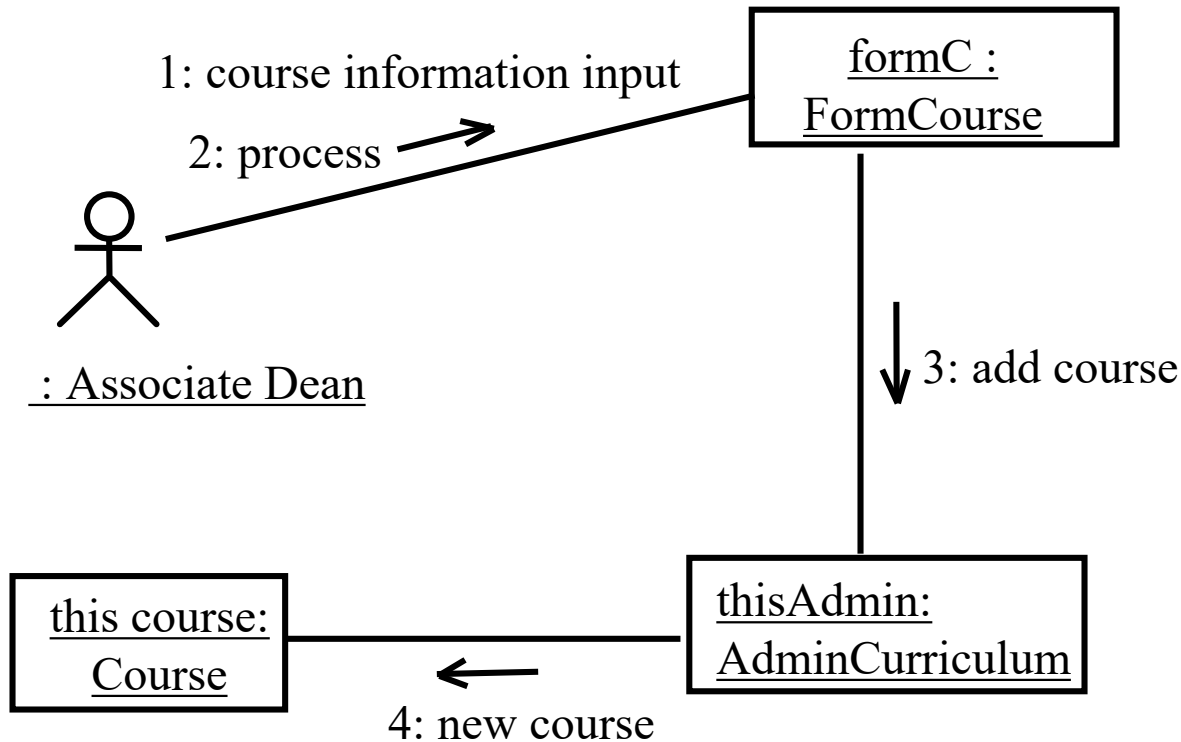 1: course information input
2: process
formC :
FormCourse
: Associate Dean
3: add course
this course:
Course
thisAdmin:
AdminCurriculum
4: new course